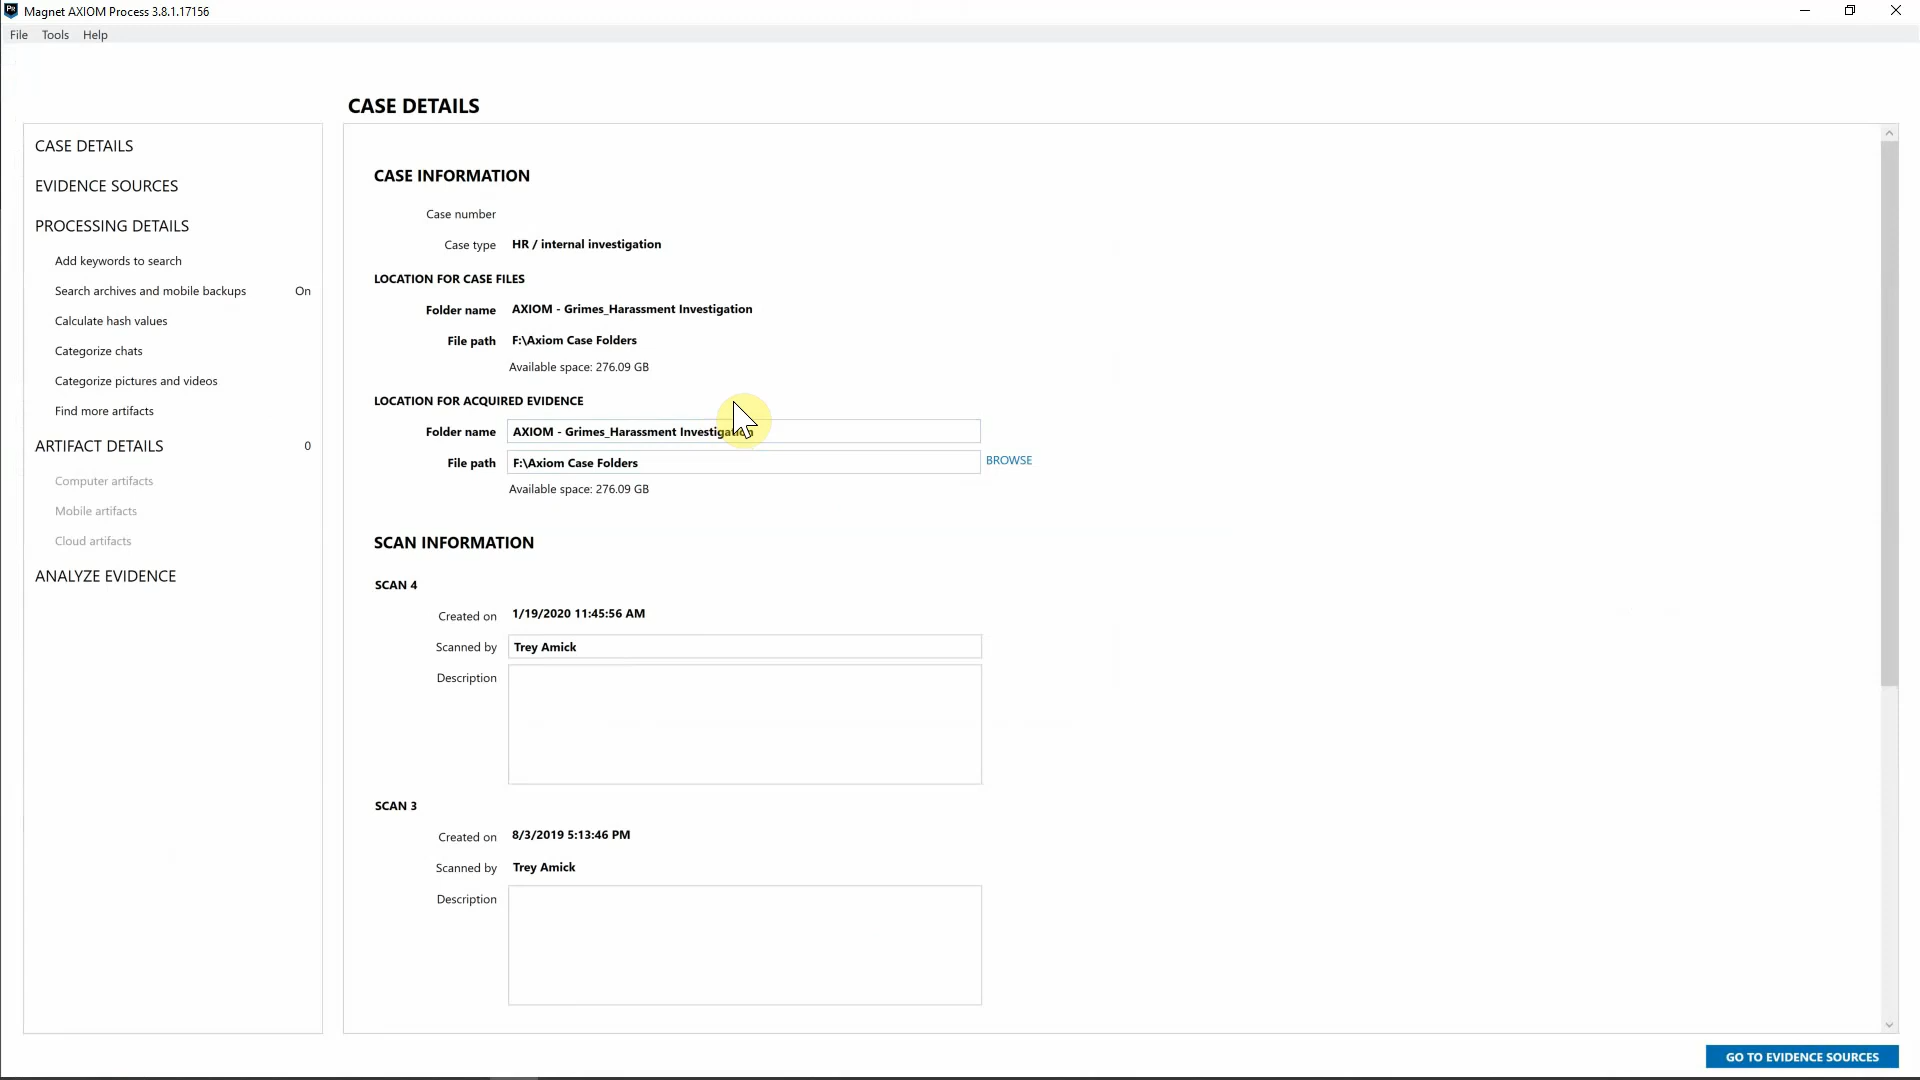 Magnet AXIOM Process 3.8.1.17156
File Tools Help
CASE DETAILS
CASE DETAILS
EVIDENCE SOURCES
PROCESSING DETAILS
Add keywords to search
Search archives and mobile backups On
Calculate hash values
Categorize chats
Categorize pictures and videos
Find more artifacts
ARTIFACT DETAILS 0
Computer artifacts
Mobile artifacts
Cloud artifacts
ANALYZE EVIDENCE
CASE INFORMATION
Case number
Case type HR / internal investigation
LOCATION FOR CASE FILES
Folder name AXIOM - Grimes_Harassment Investigation
File path F:\Axiom Case Folders
Available space: 276.09 GB
LOCATION FOR ACQUIRED EVIDENCE
Folder name AXIOM - Grimes_Harassment Investigation
File path F:\Axiom Case Folders BROWSE
Available space: 276.09 GB
SCAN INFORMATION
SCAN 4
Created on 1/19/2020 11:45:56 AM
Scanned by Trey Amick
Description
SCAN 3
Created on 8/3/2019 5:13:46 PM
Scanned by Trey Amick
Description
GO TO EVIDENCE SOURCES